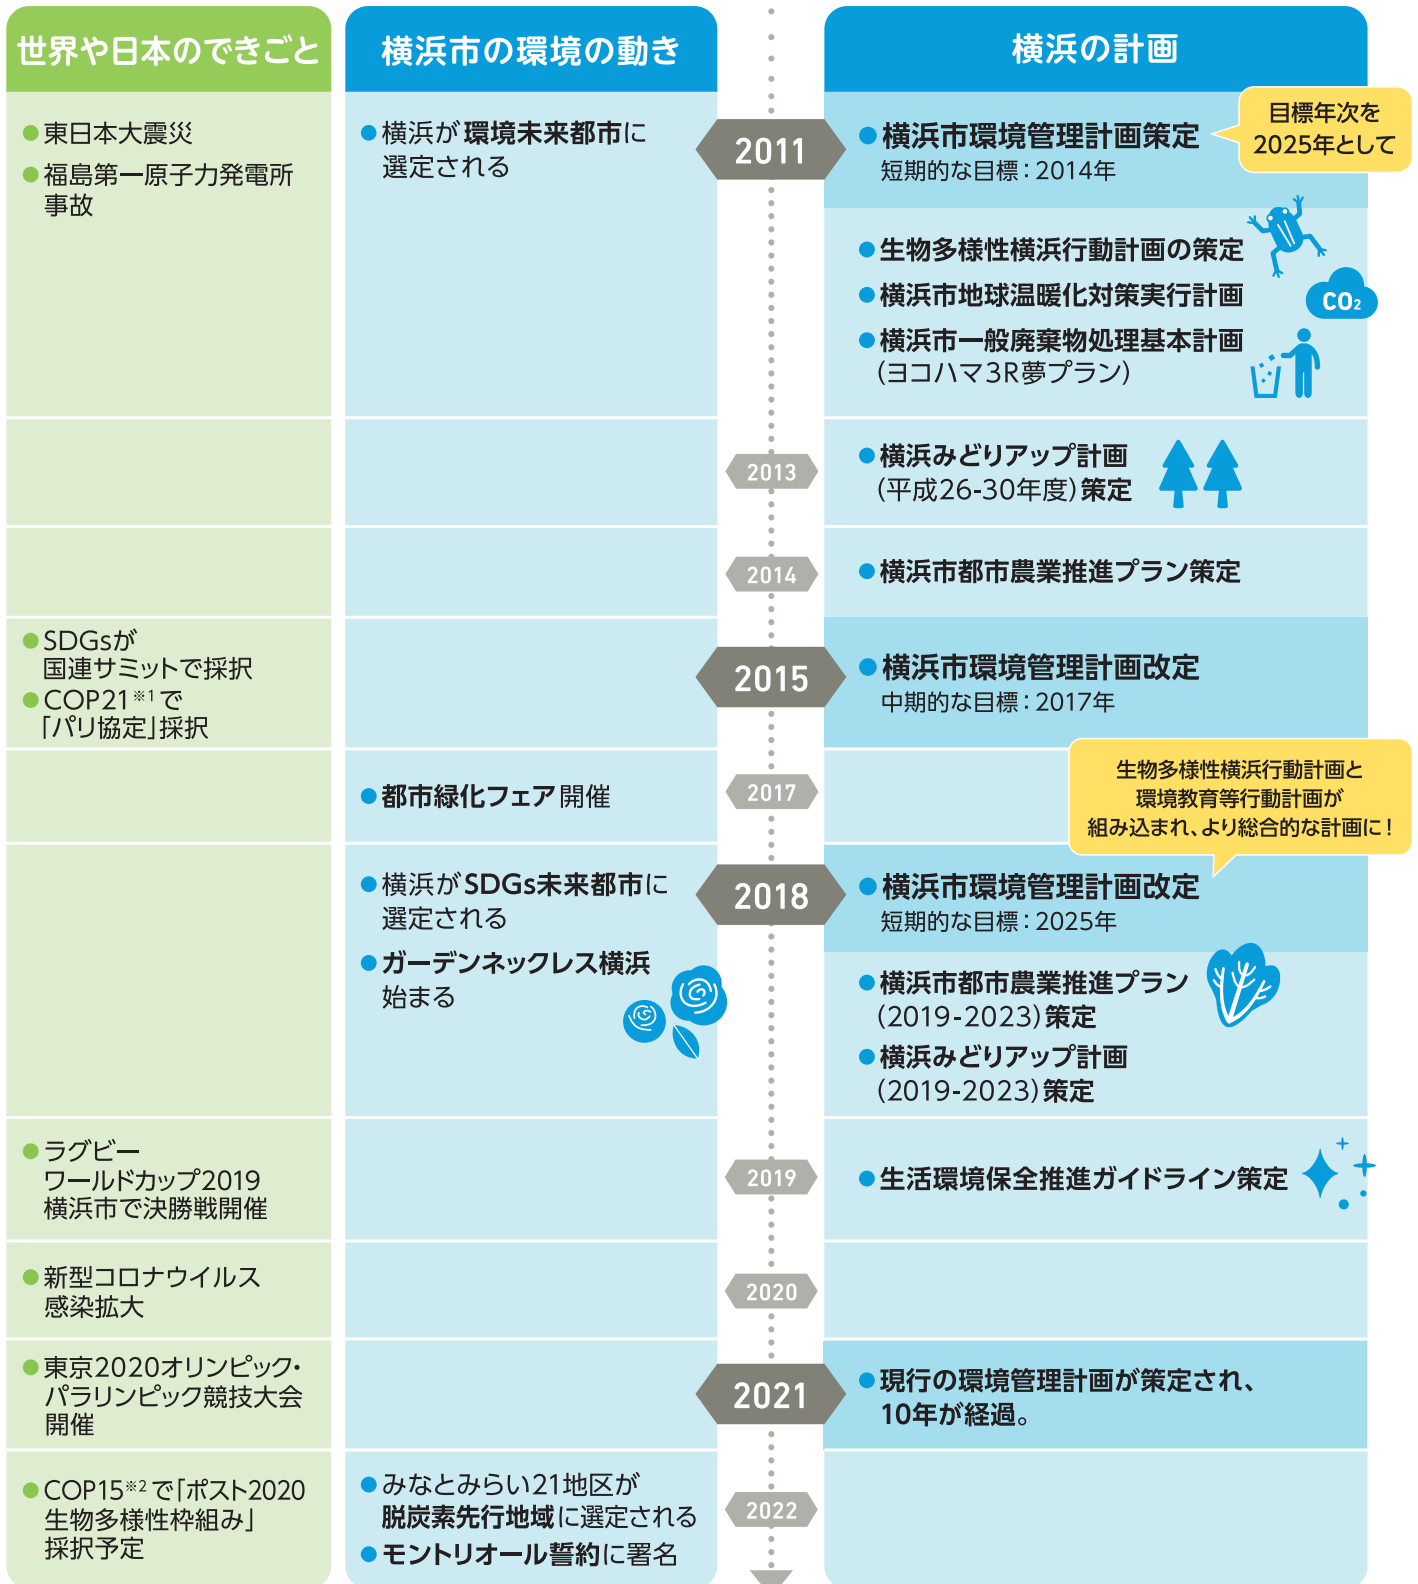 世界や日本のできごと
横浜市の環境の動き
横浜の計画
●東日本大震災
●福島第一原子力発電所
事故
●横浜が環境未来都市に
選定される
2011
●横浜市環境管理計画策定
短期的な目標：2014年
目標年次を
2025年として
●生物多様性横浜行動計画の策定
●横浜市地球温暖化対策実行計画
CO2
●横浜市一般廃棄物処理基本計画
（ヨコハマ3R夢プラン）
2013
●横浜みどりアップ計画
（平成26-30年度）策定
2014
●横浜市都市農業推進プラン策定
●SDGsが
国連サミットで採択
●COP21※1で
「パリ協定」採択
2015
●横浜市環境管理計画改定
中期的な目標：2017年
●都市緑化フェア開催
2017
生物多様性横浜行動計画と
環境教育等行動計画が
組み込まれ、より総合的な計画に！
●横浜がSDGs未来都市に
選定される
●ガーデンネックレス横浜
始まる
2018
●横浜市環境管理計画改定
短期的な目標：2025年
●横浜市都市農業推進プラン
（2019-2023）策定
●横浜みどりアップ計画
（2019-2023）策定
●ラグビー
ワールドカップ2019
横浜市で決勝戦開催
2019
●生活環境保全推進ガイドライン策定
●新型コロナウイルス
感染拡大
2020
●東京2020オリンピック・
パラリンピック競技大会
開催
2021
●現行の環境管理計画が策定され、
10年が経過。
●COP15※2で「ポスト2020
生物多様性枠組み」
採択予定
●みなとみらい21地区が
脱炭素先行地域に選定される
●モントリオール誓約に署名
2022